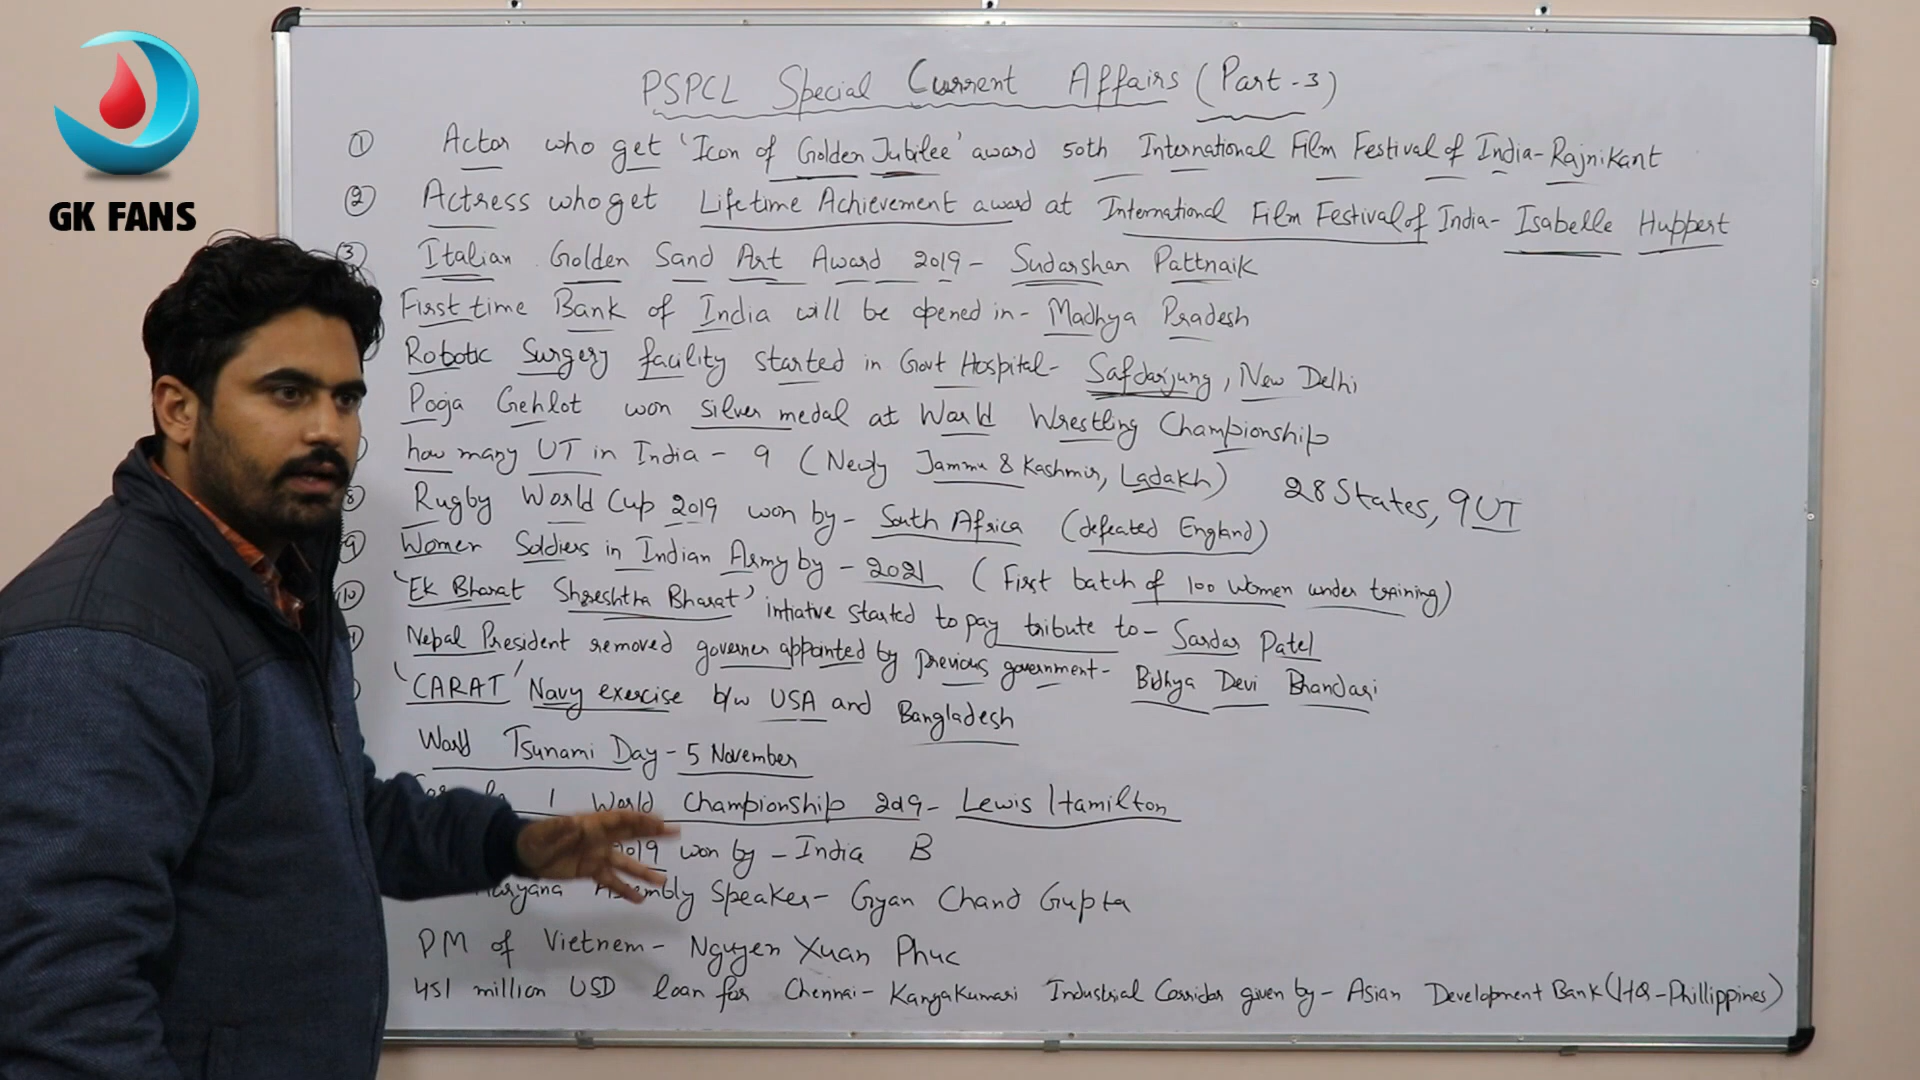 GK FANS
PSPCL Special Current Affairs (Part-3)
① Actor who get 'Icon of Golden Jubilee' award 50th International Film Festival of India- Rajnikant
② Actress who get Lifetime Achievement award at International Film Festival of India- Isabelle Huppert
③ Italian Golden Sand Art Award 2019- Sudarshan Pattnaik
First time Bank of India will be opened in- Madhya Pradesh
Robotic Surgery facility started in Govt Hospital- Safdarjung, New Delhi
Pooja Gehlot won silver medal at World Wrestling Championship
how many UT in India - 9 (Newly Jammu & Kashmir, Ladakh) 28 States, 9 UT
⑧ Rugby World Cup 2019 won by- South Africa (defeated England)
⑨ Women Soldiers in Indian Army by - 2021 (First batch of 100 Women under training)
⑩ 'EK Bharat Shreshtha Bharat' intiative started to pay tribute to- Sardar Patel
Nepal President removed governer appointed by previous government- Bidhya Devi Bhandari
'CARAT' Navy exercise b/w USA and Bangladesh
World Tsunami Day- 5 November
1 World Championship 2019- Lewis Hamilton
2019 won by - India B
Assembly Speaker- Gyan Chand Gupta
PM of Vietnem- Nguyen Xuan Phuc
451 million USD loan for Chennai- Kanyakumari Industrial Corridor given by- Asian Development Bank (HQ-Phillippines)